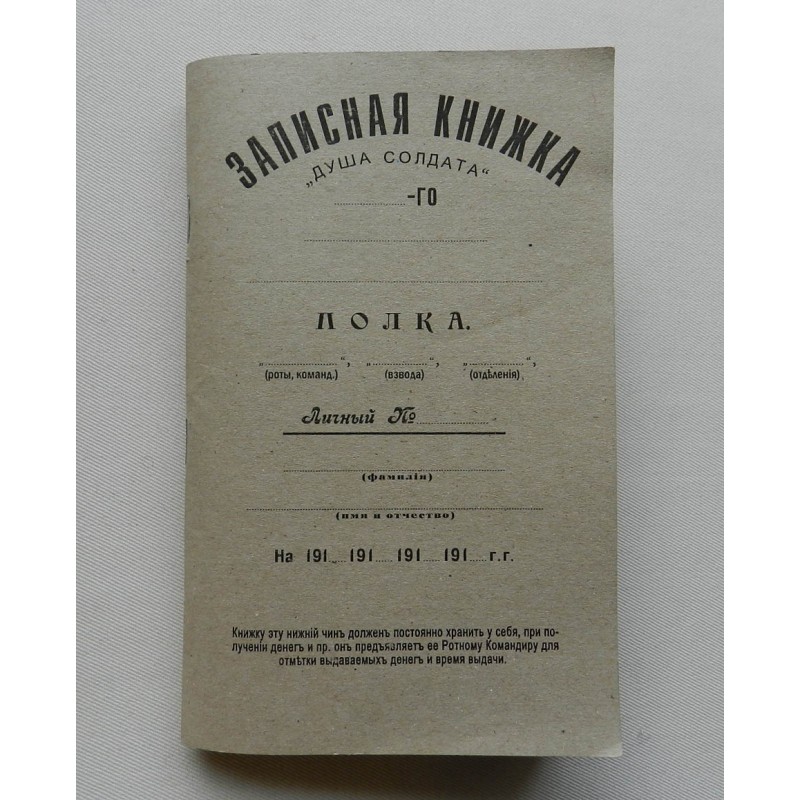 ЗАПИСНАЯ КНИЖКА
„ДУША СОЛДАТА“
-ГО
ПОЛКА.
„ “, „ “, „ “,
(роты, команд.) (взвода) (отдѣленія)
Личный №
(фамилія)
(имя и отчество)
На 191 191 191 191 г.г.
Книжку эту нижній чинъ долженъ постоянно хранить у себя, при по-
лученіи денегъ и пр. онъ предъявляетъ ее Ротному Командиру для
отмѣтки выдаваемыхъ денегъ и время выдачи.